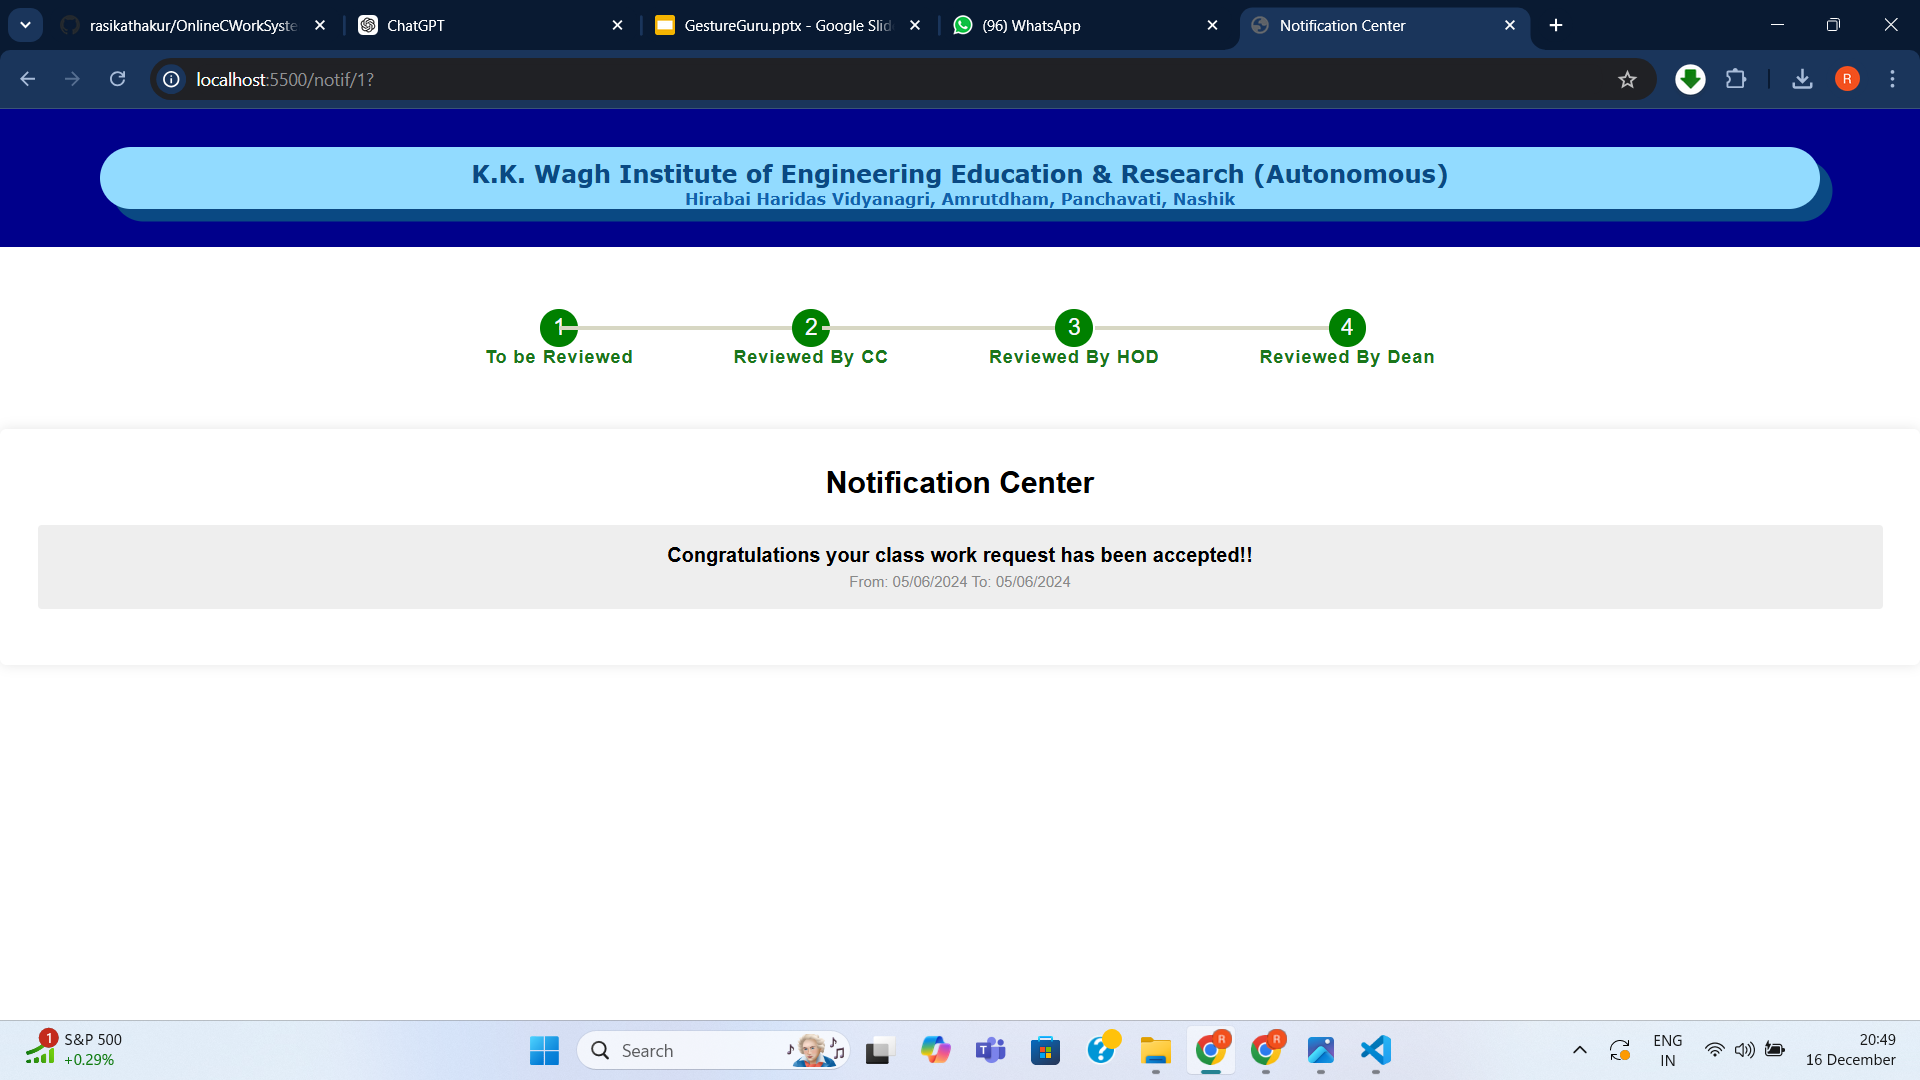 rasikathakur/OnlineCWorkSyste
ChatGPT
GestureGuru.pptx - Google Slid
(96) WhatsApp
Notification Center
localhost:5500/notif/1?
R
K.K. Wagh Institute of Engineering Education & Research (Autonomous)
Hirabai Haridas Vidyanagri, Amrutdham, Panchavati, Nashik
1
2
3
4
To be Reviewed
Reviewed By CC
Reviewed By HOD
Reviewed By Dean
Notification Center
Congratulations your class work request has been accepted!!
From: 05/06/2024 To: 05/06/2024
1
S&P 500
+0.29%
Search
R
R
ENG
IN
20:49
16 December